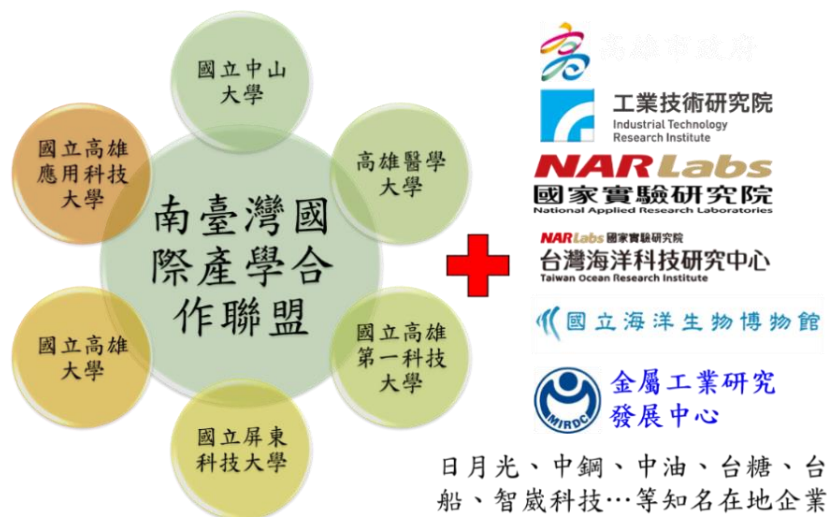 國立中山
大學
國立高雄
應用科技
大學
高雄醫學
大學
南臺灣國
際產學合
作聯盟
國立高雄
大學
國立高雄
第一科技
大學
國立屏東
科技大學
高雄市政府
工業技術研究院
Industrial Technology
Research Institute
NARLabs
國家實驗研究院
National Applied Research Laboratories
NARLabs 國家實驗研究院
台灣海洋科技研究中心
Taiwan Ocean Research Institute
國立海洋生物博物館
MIRDC
金屬工業研究
發展中心
日月光、中鋼、中油、台糖、台
船、智崴科技…等知名在地企業